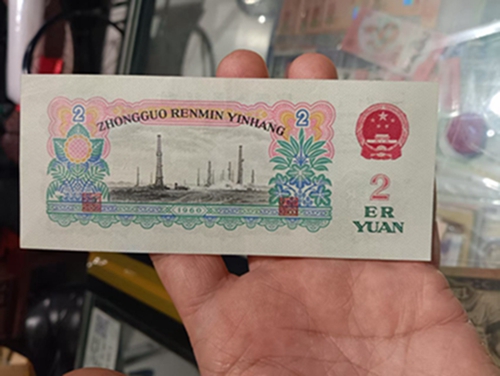 2
ZHONGGUO RENMIN YINHANG
2
1960
2
ER
YUAN